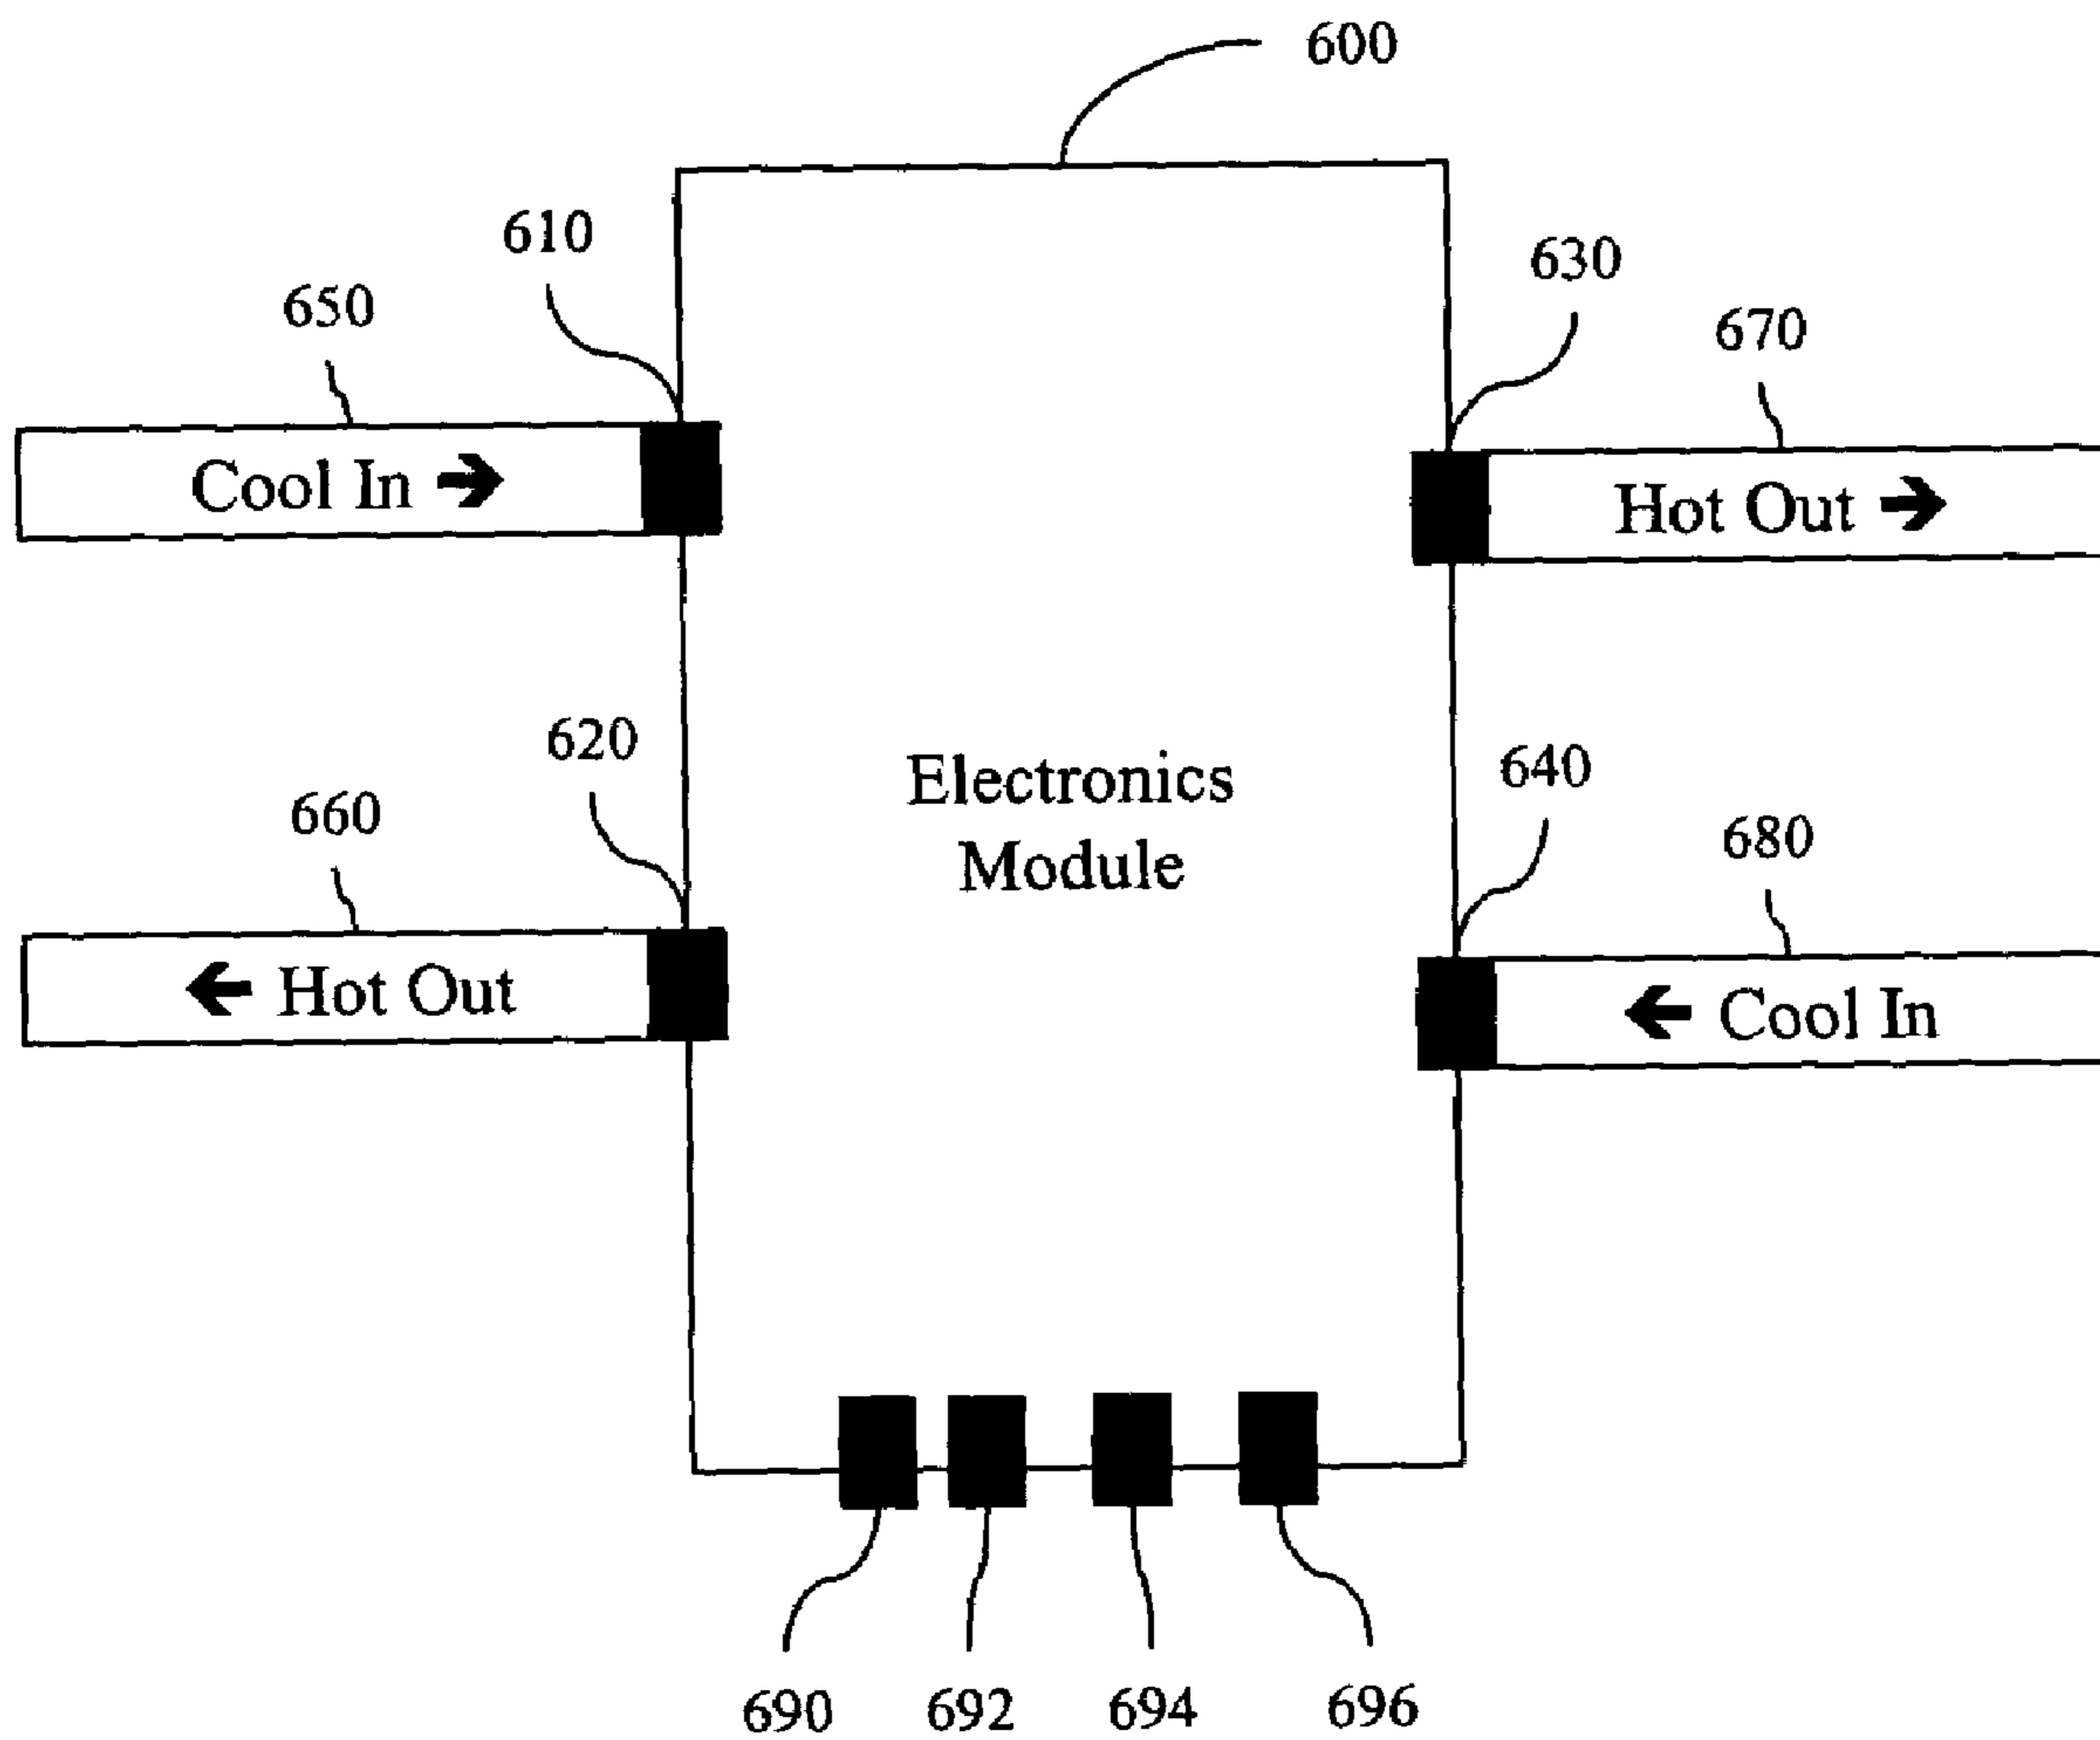 600
610
630
650
670
Cool In →
Hot Out →
620
640
Electronics
Module
660
680
← Hot Out
← Cool In
690
692
694
696